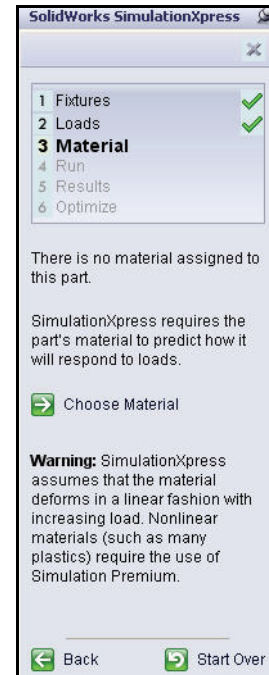 SolidWorks SimulationXpress
1 Fixtures
2 Loads
3 Material
4 Run
5 Results
6 Optimize
There is no material assigned to
this part.
SimulationXpress requires the
part's material to predict how it
will respond to loads.
Choose Material
Warning: SimulationXpress
assumes that the material
deforms in a linear fashion with
increasing load. Nonlinear
materials (such as many
plastics) require the use of
Simulation Premium.
Back Start Over